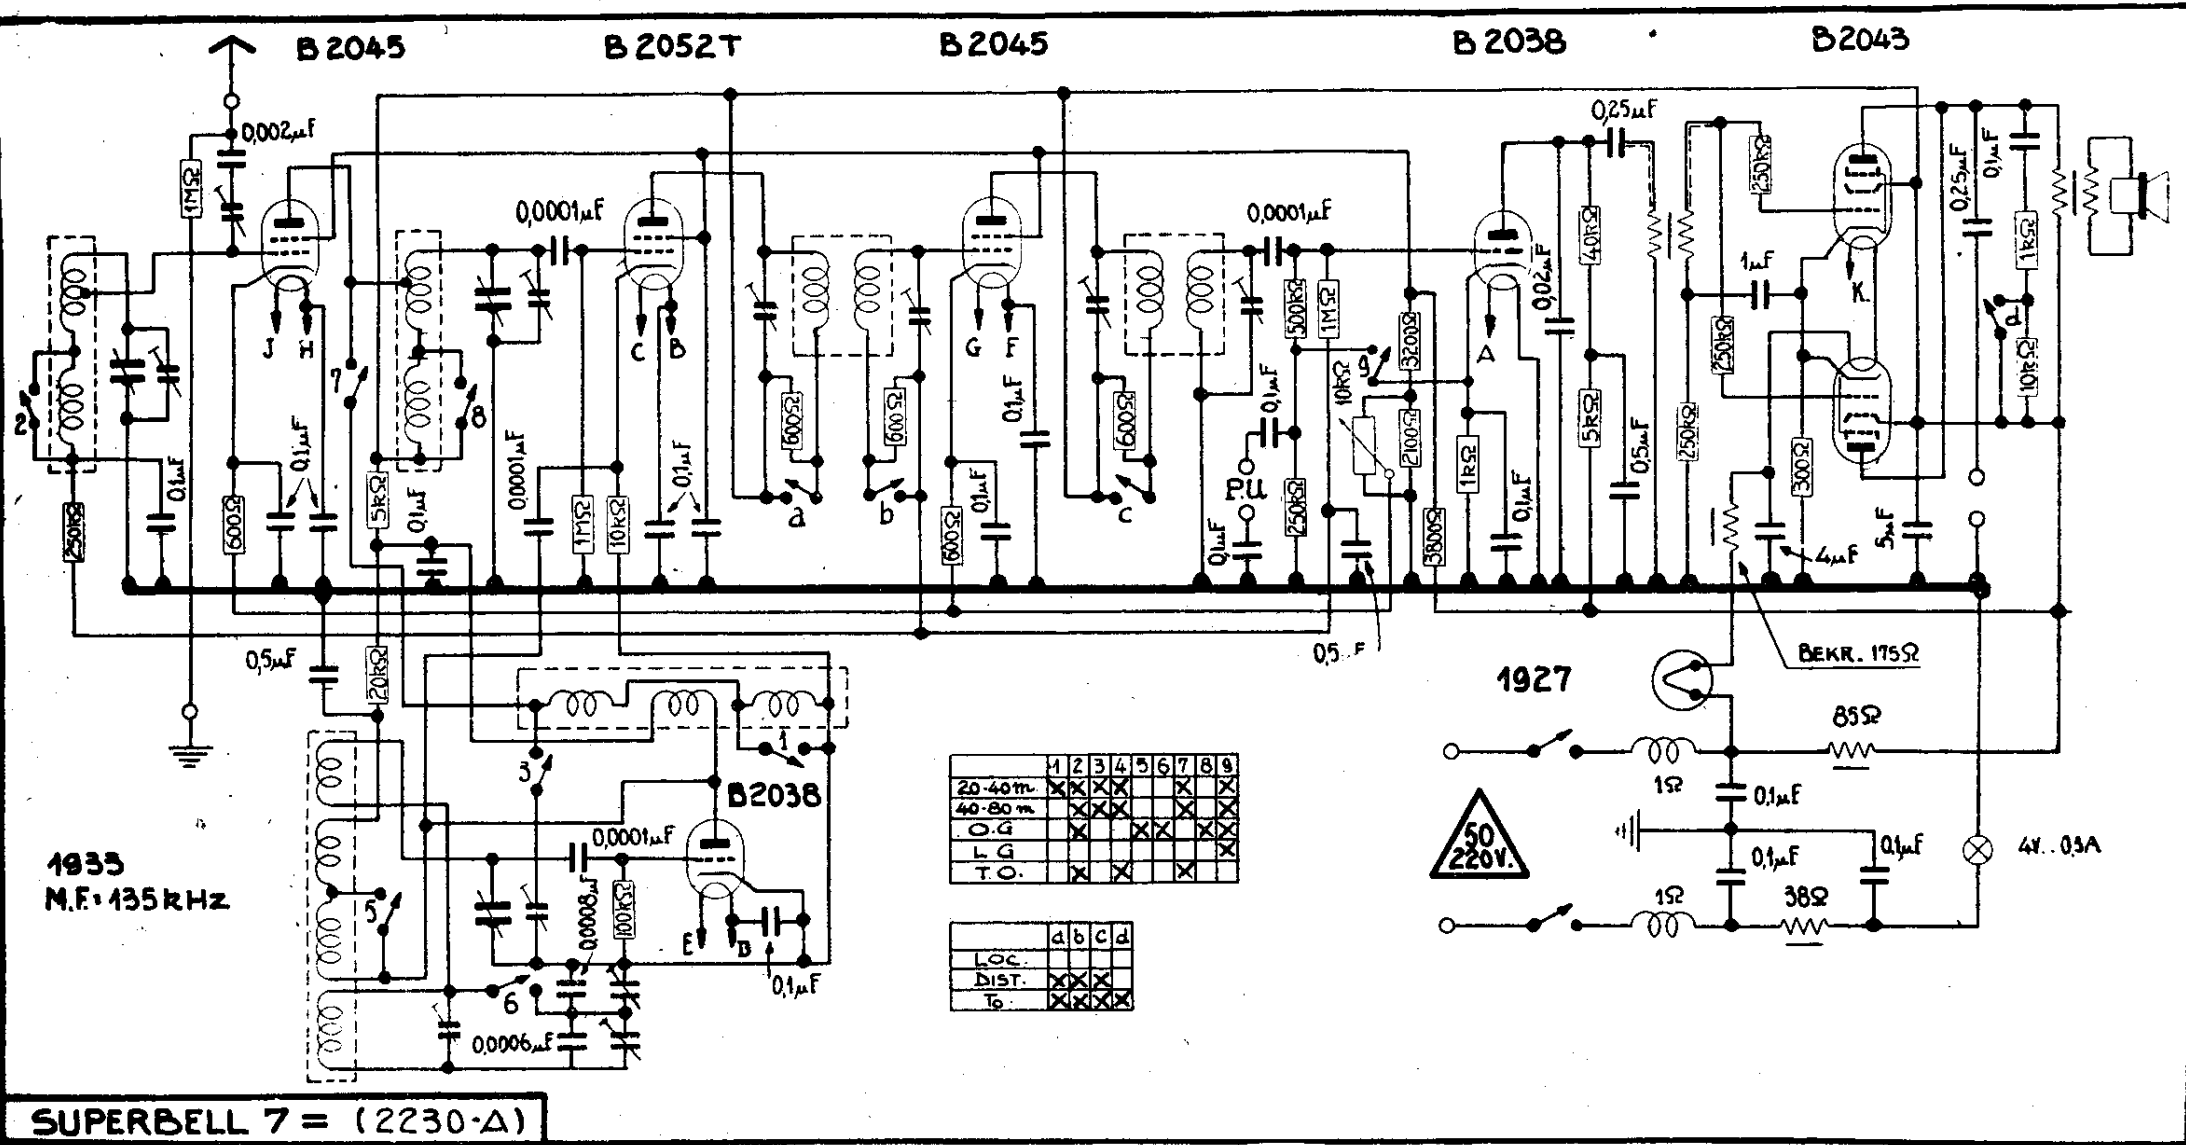 B2045
B2052T
B2045
B2038
B2043
0,002µF
1MΩ
0,0001µF
0,0001µF
0,25µF
250kΩ
0,25µF
0,1µF
40kΩ
0,02µF
1µF
K
1kΩ
d
10kΩ
J
I
7
8
2
C
B
G
F
500kΩ
1MΩ
3200Ω
A
9
10kΩ
250kΩ
0,1µF
0,1µF
0,1µF
600Ω
600Ω
600Ω
0,1µF
0,1µF
P.U
2100Ω
1kΩ
5kΩ
250kΩ
300Ω
0,5µF
250kΩ
600Ω
5kΩ
0,1µF
0,0001µF
1MΩ
10kΩ
a
b
c
600Ω
0,1µF
0,1µF
250kΩ
3800Ω
0,1µF
4µF
5µF
0,5µF
20kΩ
0,5 F
BEKR. 175Ω
1927
85Ω
1Ω
0,1µF
3
1
B2038
0,0001µF
1933
M.F.: 135kHz
5
0,0008µF
100kΩ
E
B
0,1µF
6
0,0006µF
1 2 3 4 5 6 7 8 9
20-40m X X X X X X
40-80m X X X X X
O.G X X X X X
L G X
T.O. X X X
a b c d
LOC.
DIST. X X X
To. X X X X
50
220V.
0,1µF
0,1µF
4V..0,3A
1Ω
38Ω
SUPERBELL 7 = (2230-A)